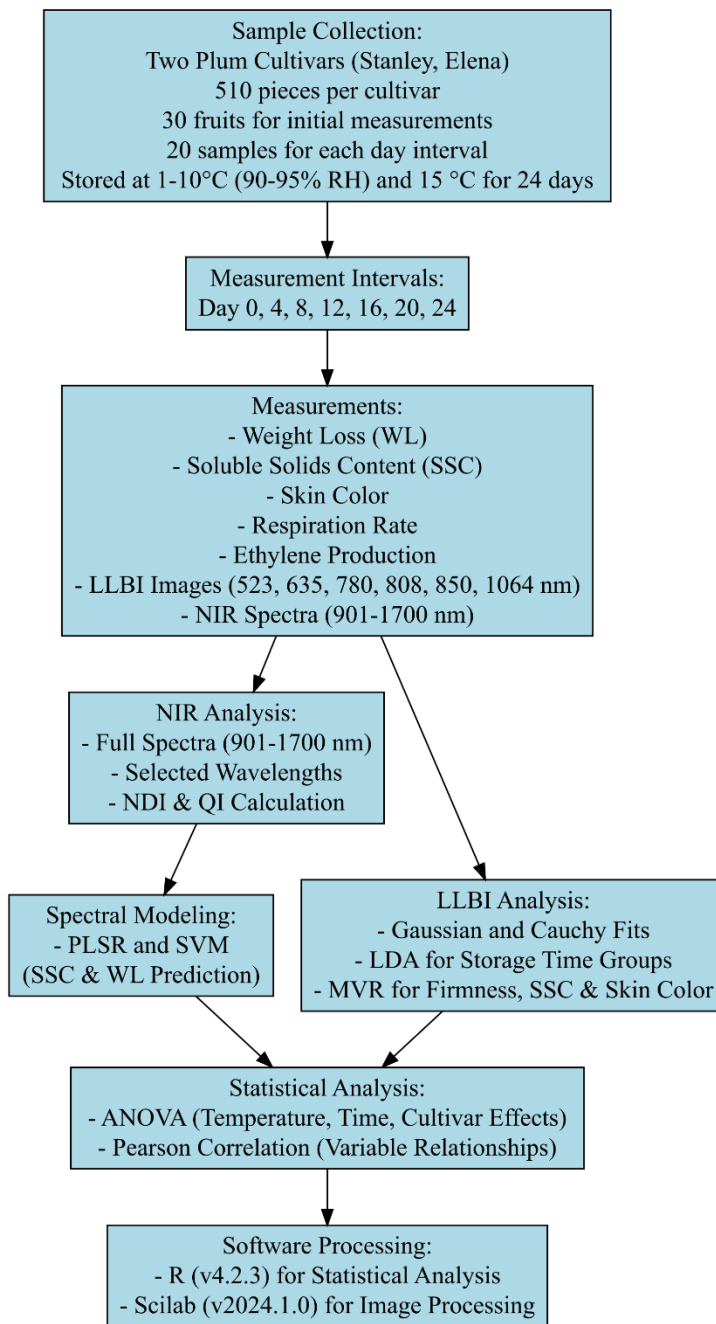 Sample Collection:
Two Plum Cultivars (Stanley, Elena)
510 pieces per cultivar
30 fruits for initial measurements
20 samples for each day interval
Stored at 1-10°C (90-95% RH) and 15 °C for 24 days
Measurement Intervals:
Day 0, 4, 8, 12, 16, 20, 24
Measurements:
- Weight Loss (WL)
- Soluble Solids Content (SSC)
- Skin Color
- Respiration Rate
- Ethylene Production
- LLBI Images (523, 635, 780, 808, 850, 1064 nm)
- NIR Spectra (901-1700 nm)
NIR Analysis:
- Full Spectra (901-1700 nm)
- Selected Wavelengths
- NDI & QI Calculation
Spectral Modeling:
- PLSR and SVM
(SSC & WL Prediction)
LLBI Analysis:
- Gaussian and Cauchy Fits
- LDA for Storage Time Groups
- MVR for Firmness, SSC & Skin Color
Statistical Analysis:
- ANOVA (Temperature, Time, Cultivar Effects)
- Pearson Correlation (Variable Relationships)
Software Processing:
- R (v4.2.3) for Statistical Analysis
- Scilab (v2024.1.0) for Image Processing